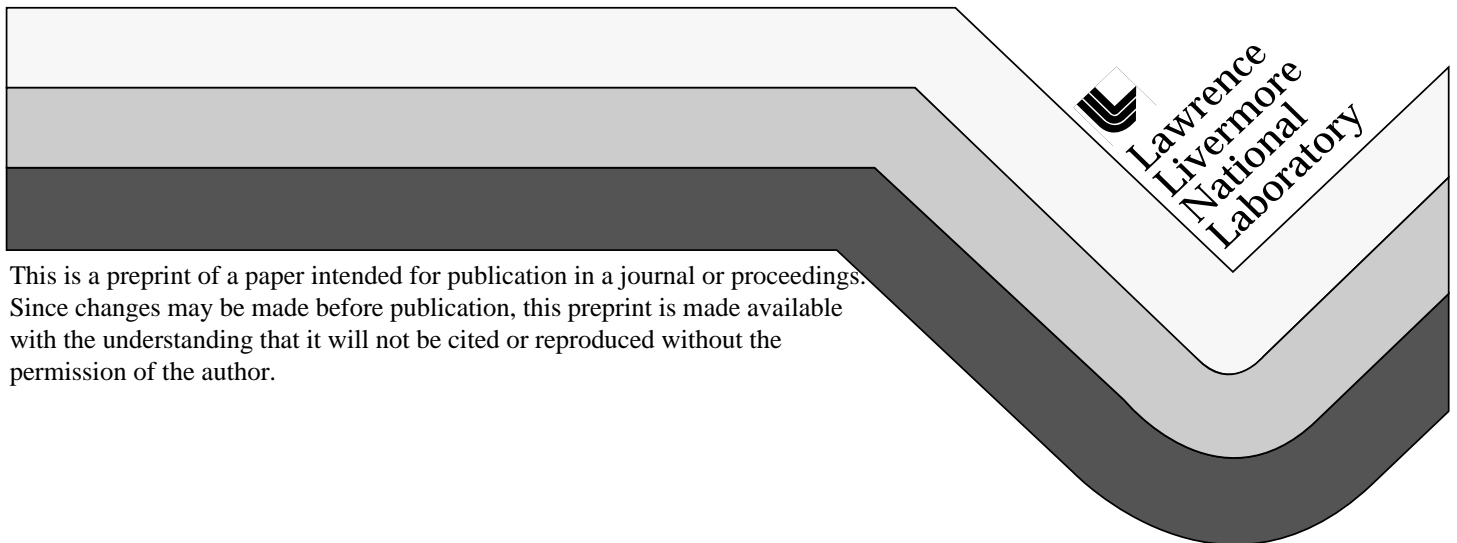 Lawrence
Livermore
National
Laboratory
This is a preprint of a paper intended for publication in a journal or proceedings.
Since changes may be made before publication, this preprint is made available
with the understanding that it will not be cited or reproduced without the
permission of the author.